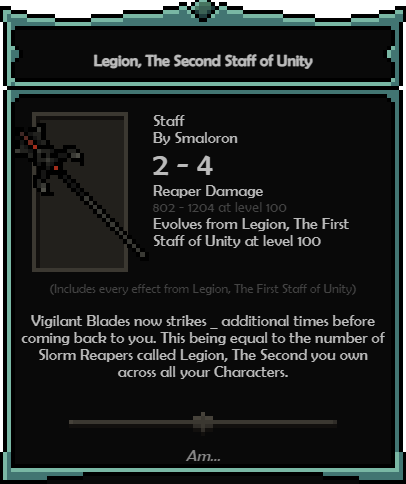 Legion, The Second Staff of Unity
Staff
By Smaloron
2 - 4
Reaper Damage
802 - 1204 at level 100
Evolves from Legion, The First
Staff of Unity at level 100
(Includes every effect from Legion, The First Staff of Unity)
Vigilant Blades now strikes _ additional times before
coming back to you. This being equal to the number of
Slorm Reapers called Legion, The Second you own
across all your Characters.
Am...